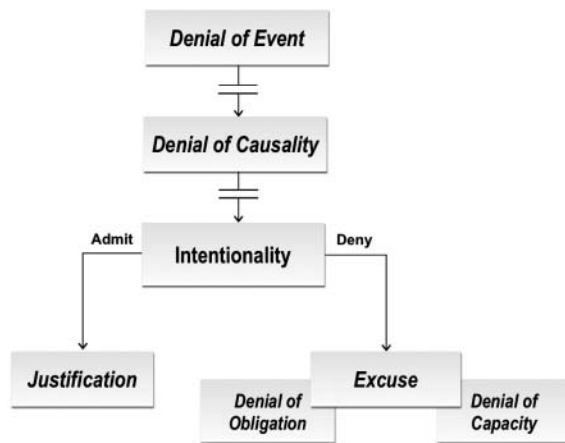 Denial of Event
Denial of Causality
Admit
Intentionality
Deny
Justification
Excuse
Denial of
Obligation
Denial of
Capacity